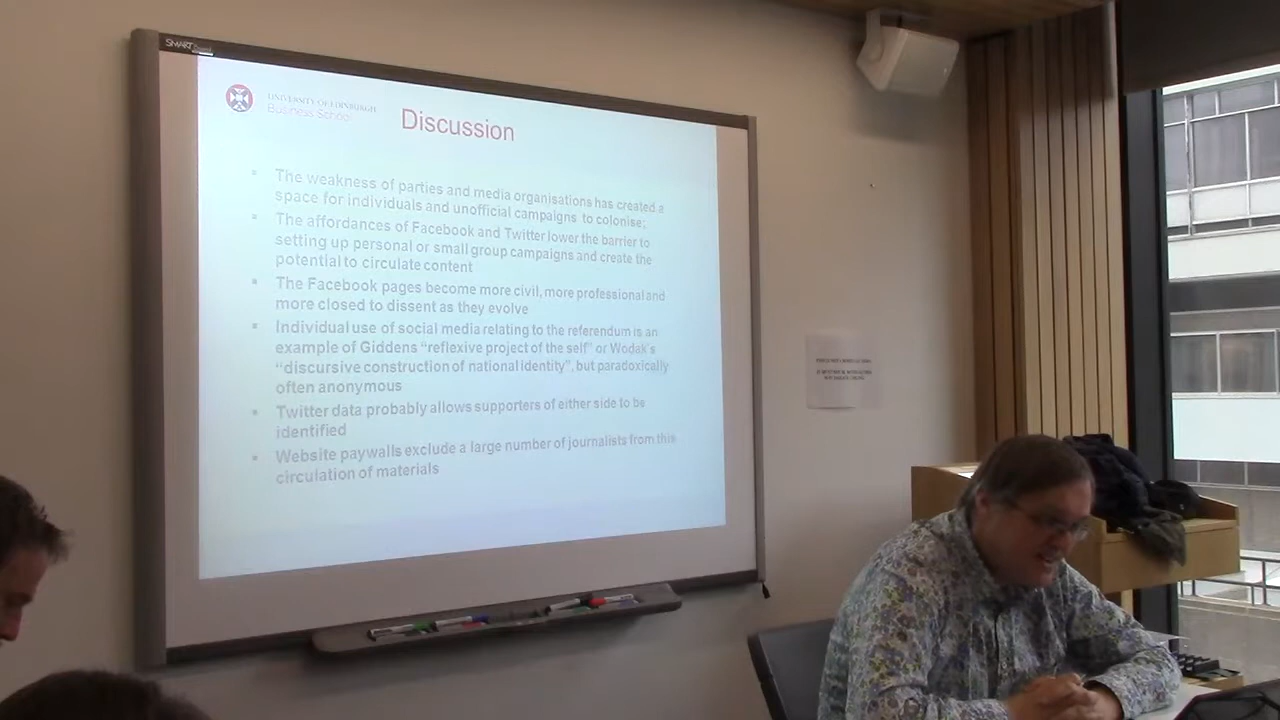 SMART
UNIVERSITY OF EDINBURGH
Business School
Discussion
The weakness of parties and media organisations has created a
space for individuals and unofficial campaigns to colonise;
The affordances of Facebook and Twitter lower the barrier to
setting up personal or small group campaigns and create the
potential to circulate content
The Facebook pages become more civil, more professional and
more closed to dissent as they evolve
Individual use of social media relating to the referendum is an
example of Giddens “reflexive project of the self” or Wodak's
“discursive construction of national identity”, but paradoxically
often anonymous
Twitter data probably allows supporters of either side to be
identified
Website paywalls exclude a large number of journalists from this
circulation of materials